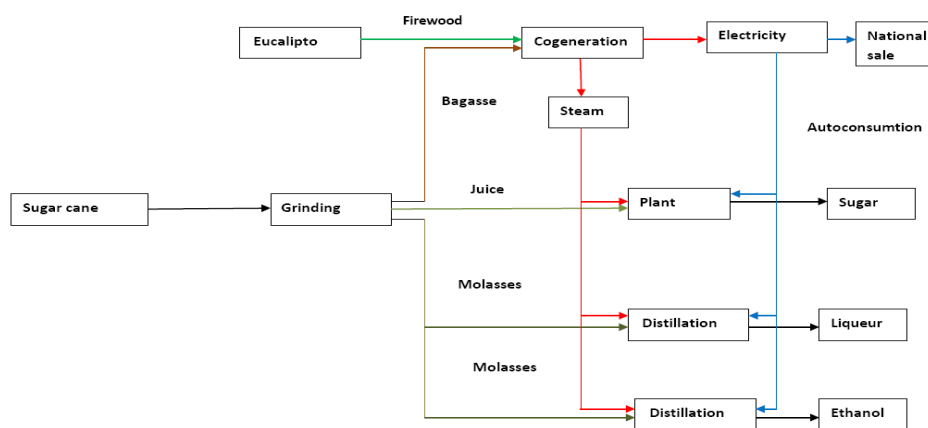 Firewood
Eucalipto
Cogeneration
Electricity
National
sale
Bagasse
Steam
Autoconsumtion
Juice
Sugar cane
Grinding
Plant
Sugar
Molasses
Distillation
Liqueur
Molasses
Distillation
Ethanol